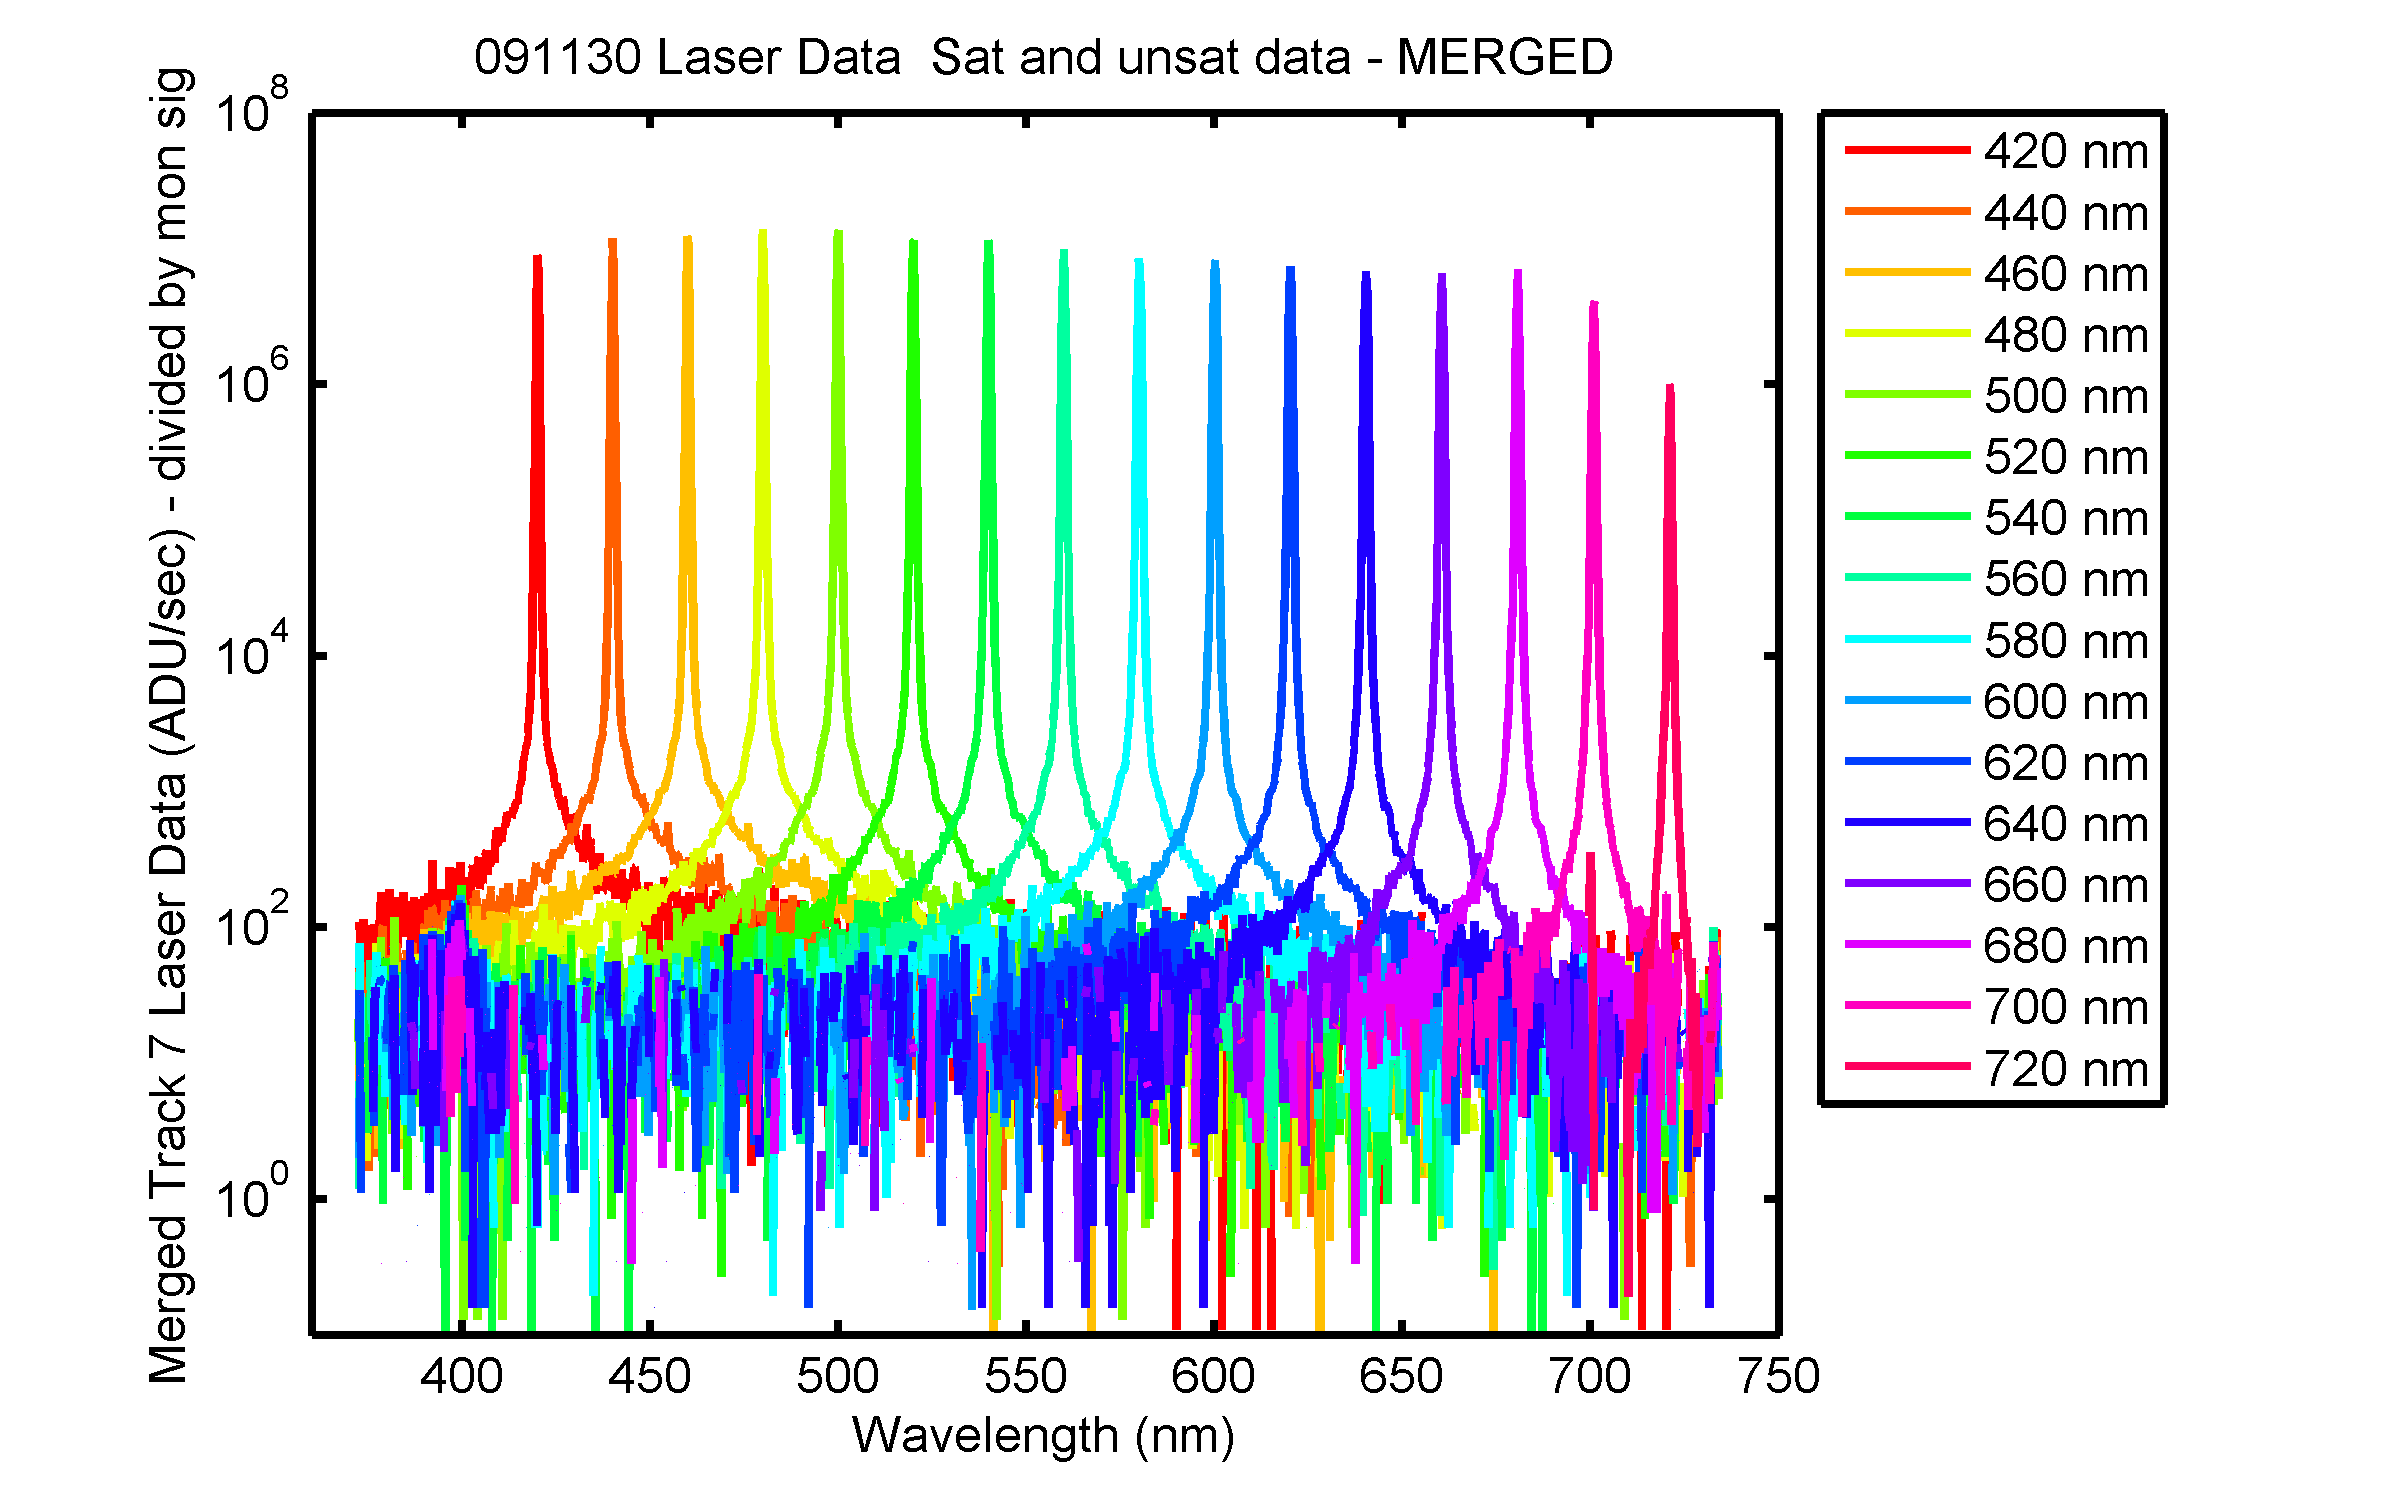 091130 Laser Data  Sat and unsat data - MERGED
Merged Track 7 Laser Data (ADU/sec) - divided by mon sig
10^8
10^6
10^4
10^2
10^0
400 450 500 550 600 650 700 750
Wavelength (nm)
420 nm
440 nm
460 nm
480 nm
500 nm
520 nm
540 nm
560 nm
580 nm
600 nm
620 nm
640 nm
660 nm
680 nm
700 nm
720 nm